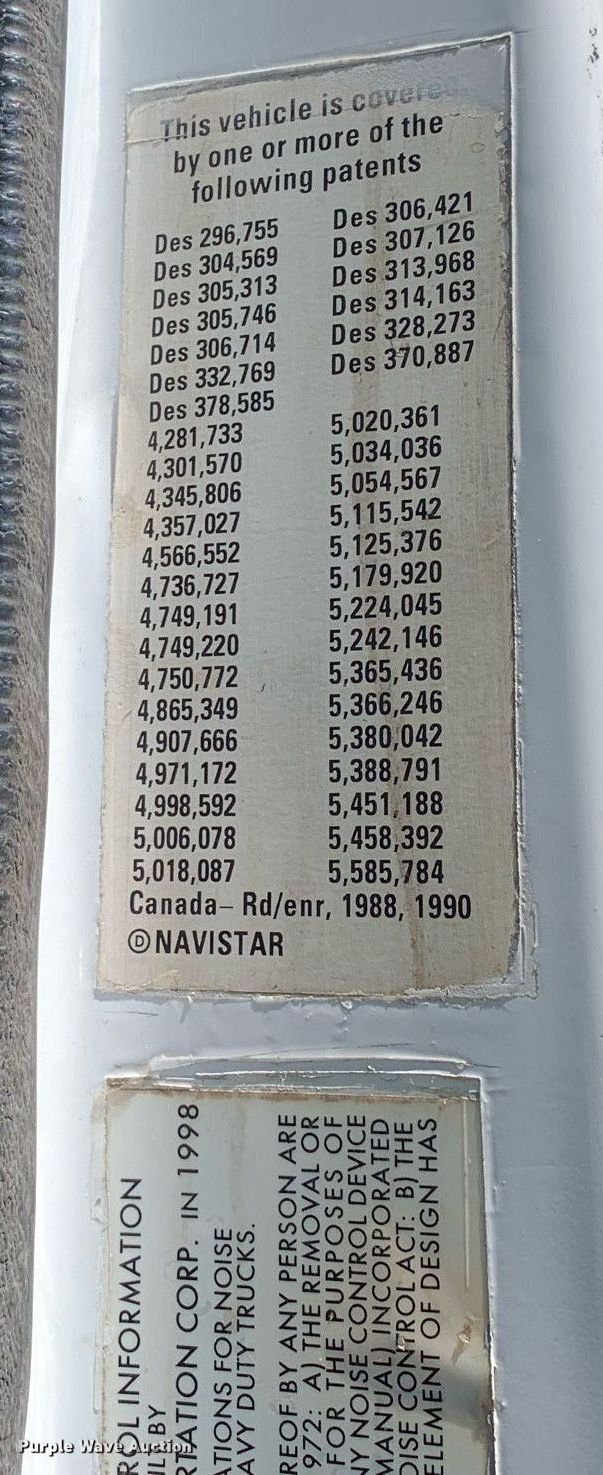 This vehicle is covered
by one or more of the
following patents
Des 296,755 Des 306,421
Des 304,569 Des 307,126
Des 305,313 Des 313,968
Des 305,746 Des 314,163
Des 306,714 Des 328,273
Des 332,769 Des 370,887
Des 378,585
4,281,733 5,020,361
4,301,570 5,034,036
4,345,806 5,054,567
4,357,027 5,115,542
4,566,552 5,125,376
4,736,727 5,179,920
4,749,191 5,224,045
4,749,220 5,242,146
4,750,772 5,365,436
4,865,349 5,366,246
4,907,666 5,380,042
4,971,172 5,388,791
4,998,592 5,451,188
5,006,078 5,458,392
5,018,087 5,585,784
Canada– Rd/enr, 1988, 1990
Ⓓ NAVISTAR
ROL INFORMATION
BY
RTATION CORP. IN 1998
ATIONS FOR NOISE
AVY DUTY TRUCKS.
REOF BY ANY PERSON ARE
972: A) THE REMOVAL OR
FOR THE PURPOSES OF
NY NOISE CONTROL DEVICE
MANUAL) INCORPORATED
OISE CONTROL ACT: B) THE
ELEMENT OF DESIGN HAS
Purple Wave Auction